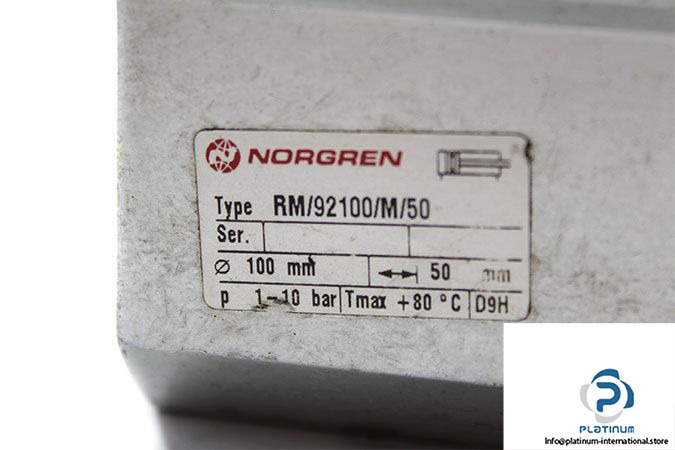 NORGREN
Type RM/92100/M/50
Ser.
⌀ 100 mm 50 mm
p 1-10 bar Tmax +80 °C D9H
PLATINUM
Info@platinum-international.store